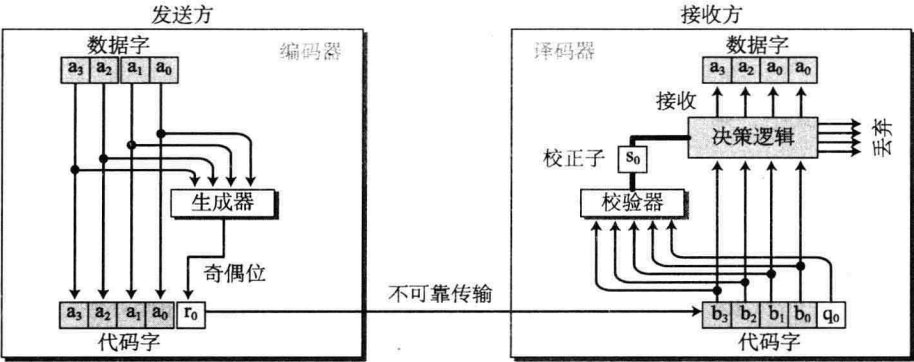 发送方
接收方
数据字
编码器
译码器
数据字
a₃ a₂ a₁ a₀
a₃ a₂ a₀ a₀
接收
决策逻辑
丢弃
校正子
s₀
生成器
校验器
奇偶位
不可靠传输
a₃ a₂ a₁ a₀ r₀
b₃ b₂ b₁ b₀ q₀
代码字
代码字